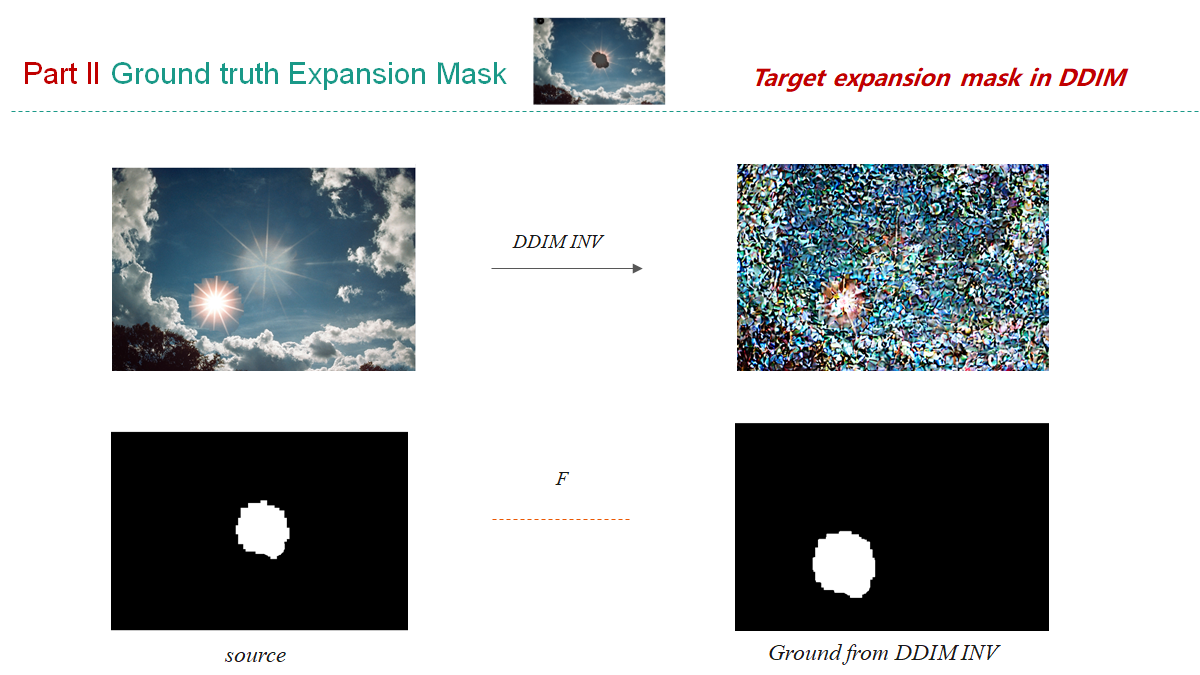 Part II Ground truth Expansion Mask
Target expansion mask in DDIM
DDIM INV
F
source
Ground from DDIM INV